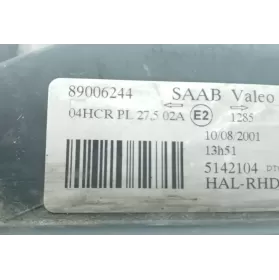 89006244 SAAB Valeo
04HCR PL 27.5 02A E2 1285
10/08/2001
13h51
5142104
HAL-RHD